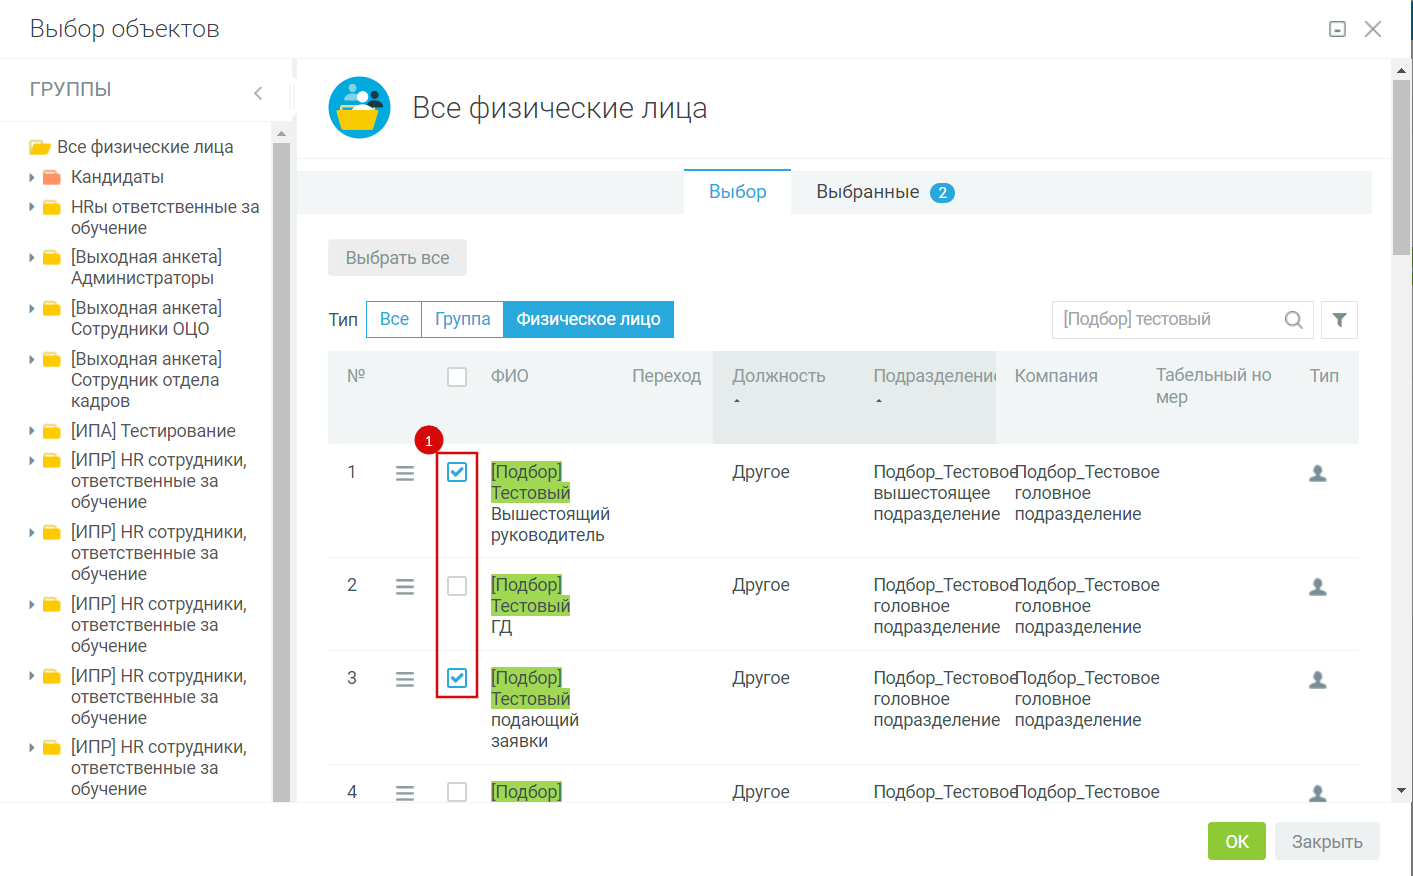 Выбор объектов
ГРУППЫ
Все физические лица
Кандидаты
HRы ответственные за
обучение
[Выходная анкета]
Администраторы
[Выходная анкета]
Сотрудники ОЦО
[Выходная анкета]
Сотрудник отдела
кадров
[ИПА] Тестирование
[ИПР] HR сотрудники,
ответственные за
обучение
[ИПР] HR сотрудники,
ответственные за
обучение
[ИПР] HR сотрудники,
ответственные за
обучение
[ИПР] HR сотрудники,
ответственные за
обучение
[ИПР] HR сотрудники,
ответственные за
обучение
Все физические лица
Выбор Выбранные 2
Выбрать все
Тип Все Группа Физическое лицо [Подбор] тестовый
№ ФИО Переход Должность Подразделение Компания Табельный но
мер Тип
1
1 [Подбор] Другое Подбор_Тестовое Подбор_Тестовое
Тестовый вышестоящее головное
Вышестоящий подразделение подразделение
руководитель
2 [Подбор] Другое Подбор_Тестовое Подбор_Тестовое
Тестовый головное головное
ГД подразделение подразделение
3 [Подбор] Другое Подбор_Тестовое Подбор_Тестовое
Тестовый головное головное
подающий подразделение подразделение
заявки
4 [Подбор] Другое Подбор_Тестовое Подбор_Тестовое
ОК Закрыть